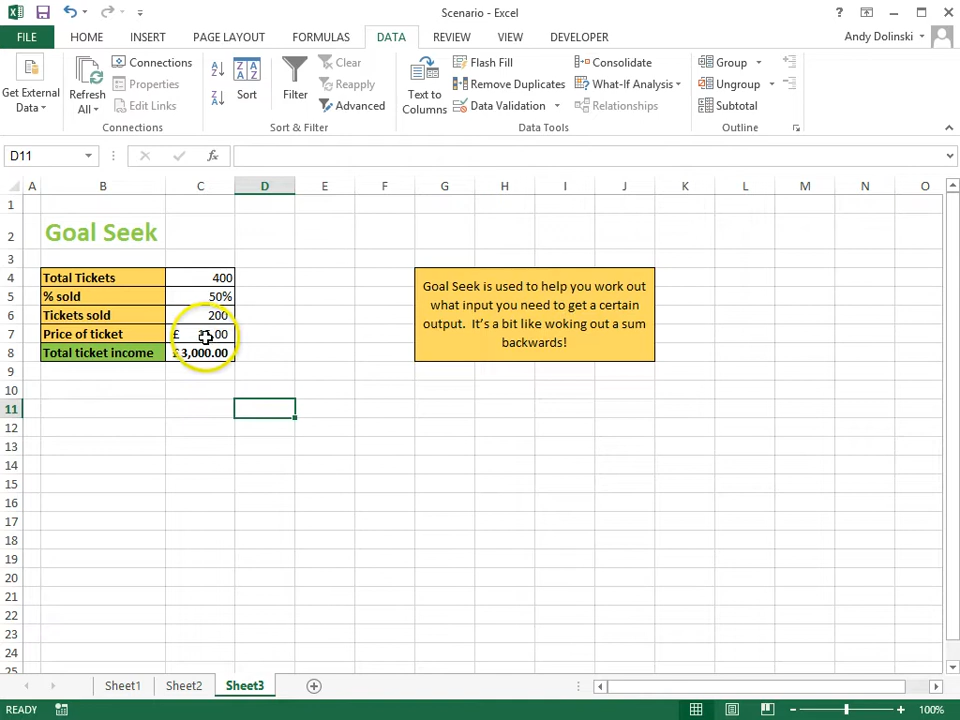 Scenario - Excel
FILE HOME INSERT PAGE LAYOUT FORMULAS DATA REVIEW VIEW DEVELOPER Andy Dolinski
Get External Data
Refresh All
Connections
Properties
Edit Links
Connections
Sort
Filter
Clear
Reapply
Advanced
Sort & Filter
Text to Columns
Flash Fill
Remove Duplicates
Data Validation
Consolidate
What-If Analysis
Relationships
Data Tools
Group
Ungroup
Subtotal
Outline
D11 fx
A B C D E F G H I J K L M N O
1
2 Goal Seek
3
4 Total Tickets 400
5 % sold 50%
6 Tickets sold 200
7 Price of ticket £ .00
8 Total ticket income £ 3,000.00
Goal Seek is used to help you work out
what input you need to get a certain
output. It's a bit like woking out a sum
backwards!
9
10
11
12
13
14
15
16
17
18
19
20
21
22
23
24
25
Sheet1 Sheet2 Sheet3
READY 100%